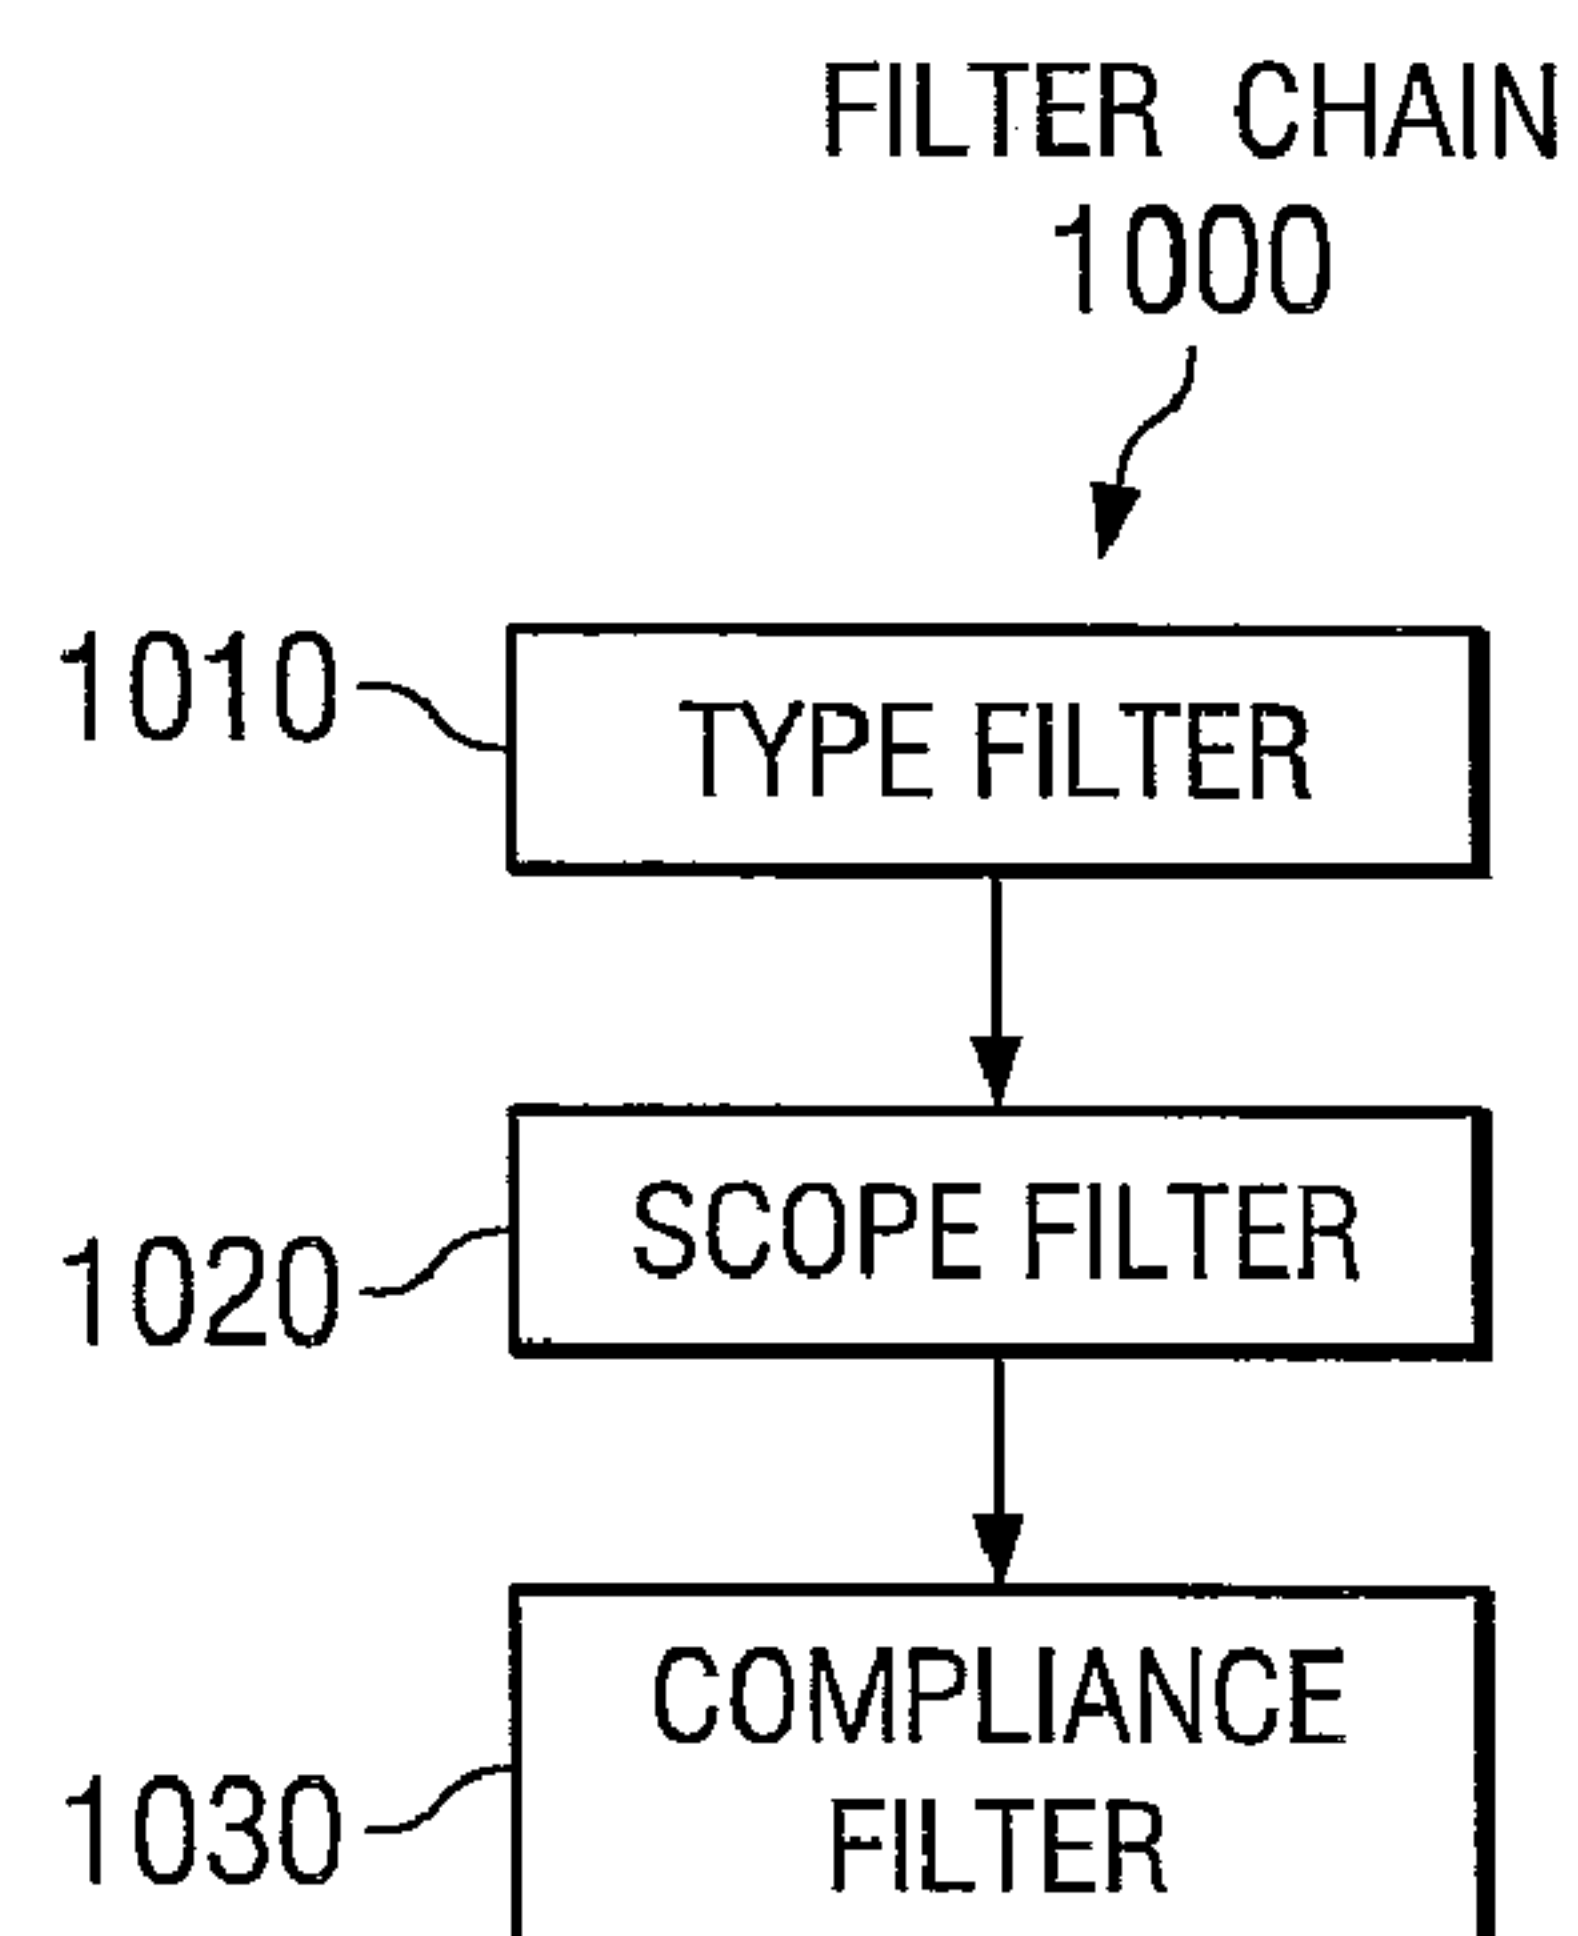 FILTER CHAIN
1000
1010
TYPE FILTER
SCOPE FILTER
1020
COMPLIANCE
FILTER
1030